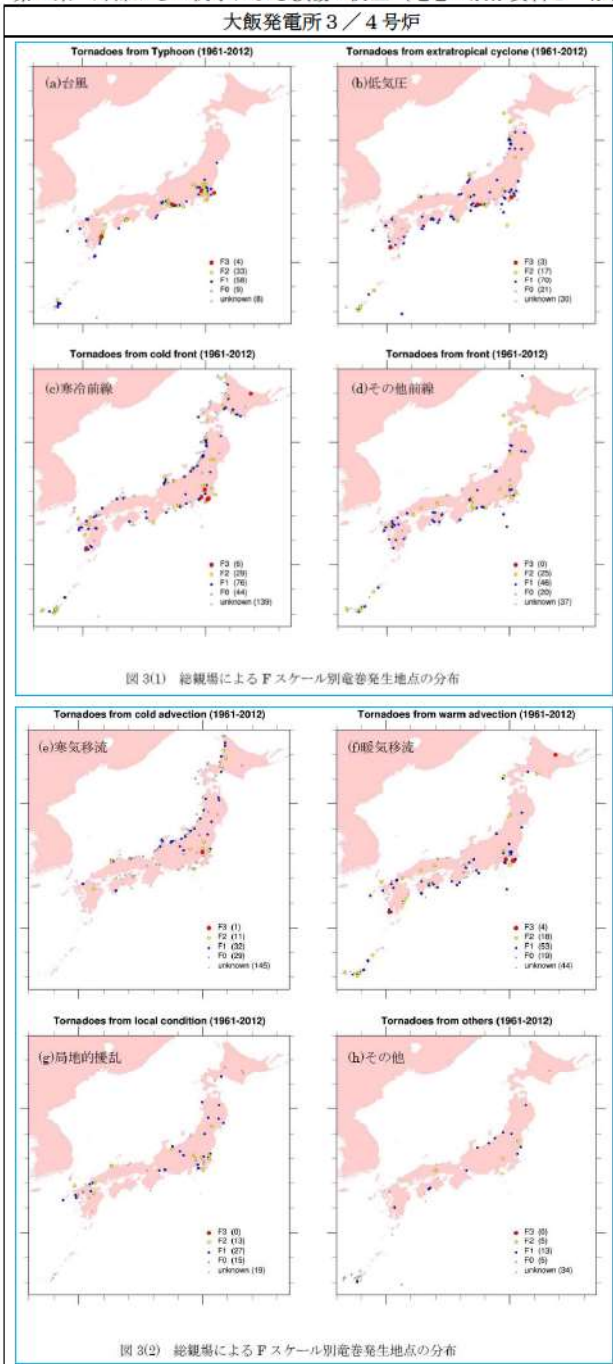 大飯発電所3/4号炉
Tornadoes from Typhoon (1961-2012)
(a)台風
F3 (4)
F2 (33)
F1 (58)
F0 (9)
unknown (8)
Tornadoes from extratropical cyclone (1961-2012)
(b)低気圧
F3 (3)
F2 (17)
F1 (70)
F0 (21)
Tornadoes from cold front (1961-2012)
(c)寒冷前線
F3 (6)
F2 (29)
F1 (76)
F0 (44)
unknown (139)
Tornadoes from front (1961-2012)
(d)その他前線
F3 (0)
F2 (25)
F1 (46)
F0 (20)
unknown (37)
図 3(1) 総観場による F スケール別竜巻発生地点の分布
Tornadoes from cold advection (1961-2012)
(e)寒気移流
F3 (1)
F2 (11)
F1 (32)
F0 (29)
unknown (145)
Tornadoes from warm advection (1961-2012)
(f)暖気移流
F3 (4)
F2 (18)
F1 (53)
F0 (19)
unknown (44)
Tornadoes from local condition (1961-2012)
(g)局地的擾乱
F3 (0)
F2 (13)
F1 (27)
F0 (15)
unknown (19)
Tornadoes from others (1961-2012)
(h)その他
F3 (0)
F2 (5)
F1 (13)
F0 (5)
unknown (34)
図 3(2) 総観場による F スケール別竜巻発生地点の分布